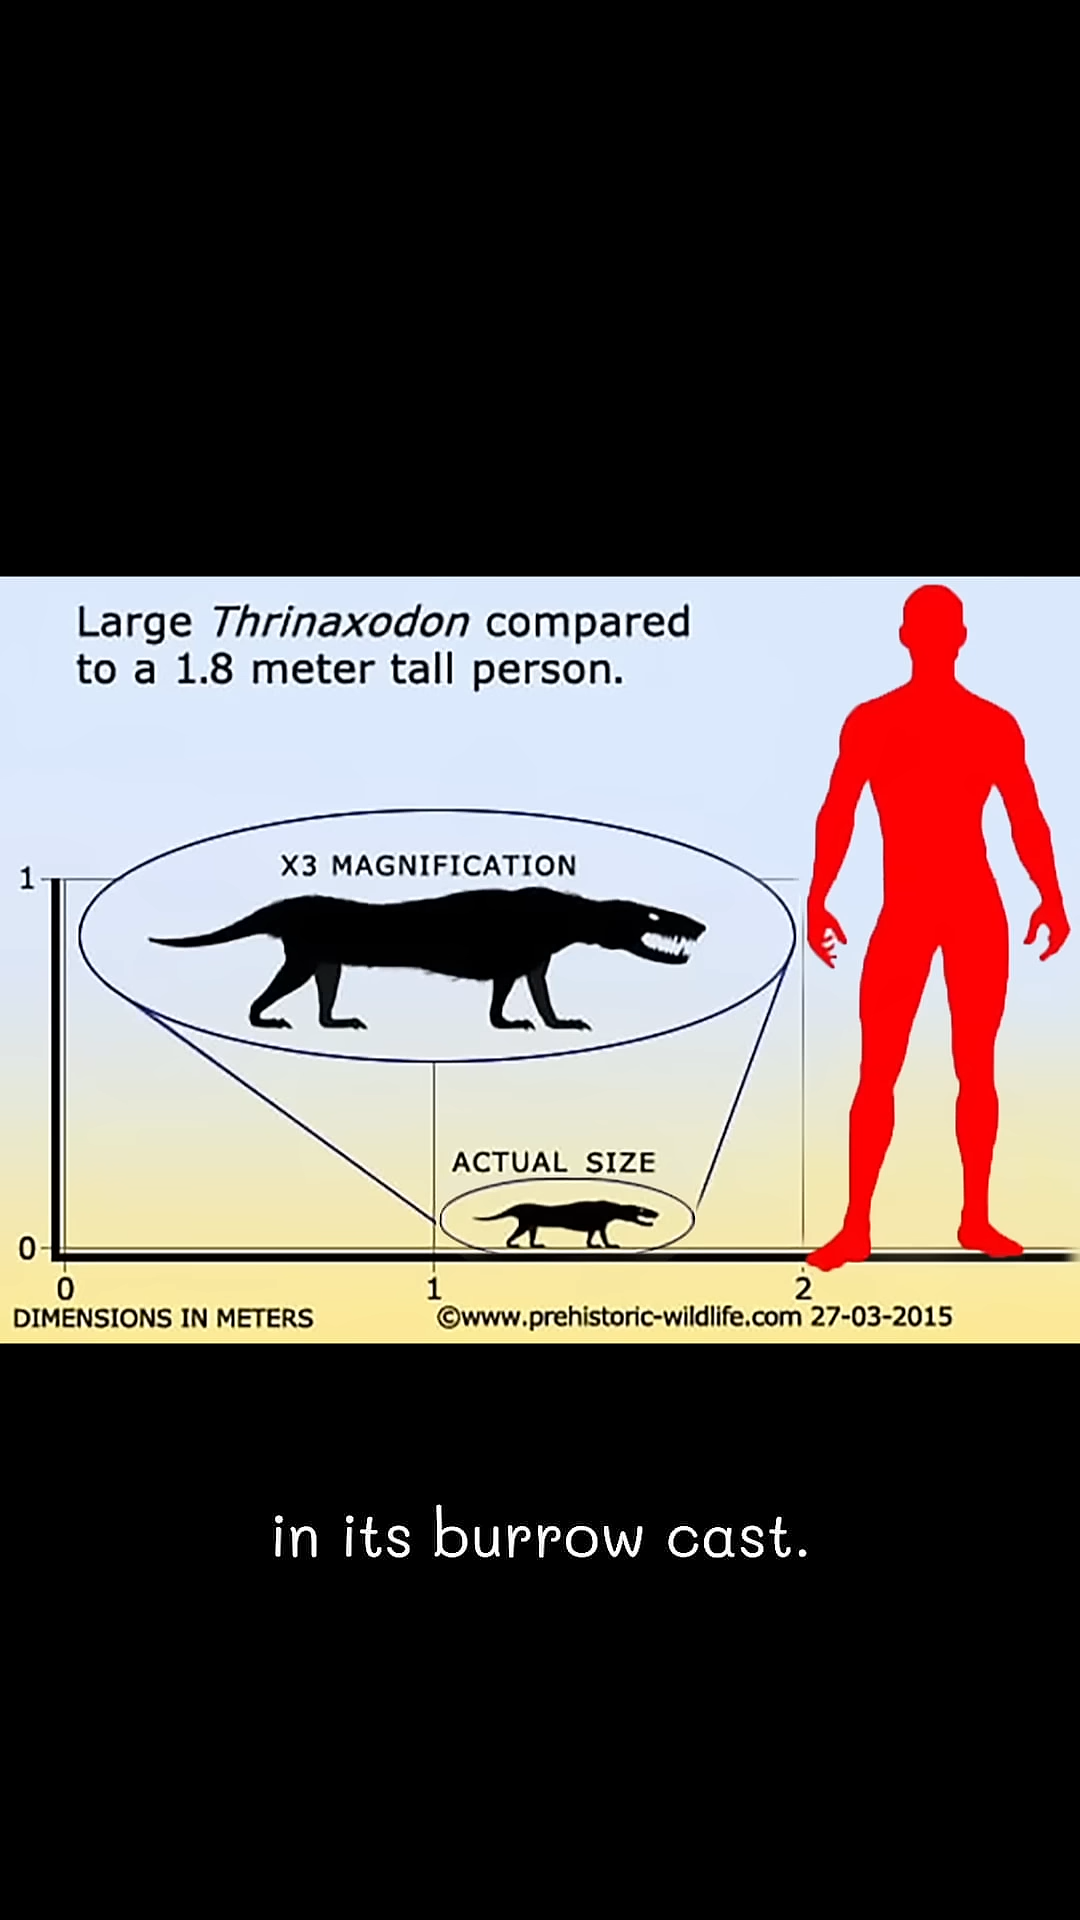 Large Thrinaxodon compared
to a 1.8 meter tall person.
X3 MAGNIFICATION
1
ACTUAL SIZE
0
0 1 2
DIMENSIONS IN METERS ©www.prehistoric-wildlife.com 27-03-2015
in its burrow cast.